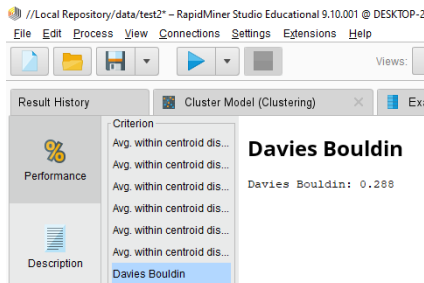 //Local Repository/data/test2* – RapidMiner Studio Educational 9.10.001 @ DESKTOP-2
File Edit Process View Connections Settings Extensions Help
Views:
Result History
Cluster Model (Clustering)
Exa
Criterion
Avg. within centroid dis...
Avg. within centroid dis...
Avg. within centroid dis...
Avg. within centroid dis...
Avg. within centroid dis...
Avg. within centroid dis...
Davies Bouldin
%
Performance
Description
Davies Bouldin
Davies Bouldin: 0.288